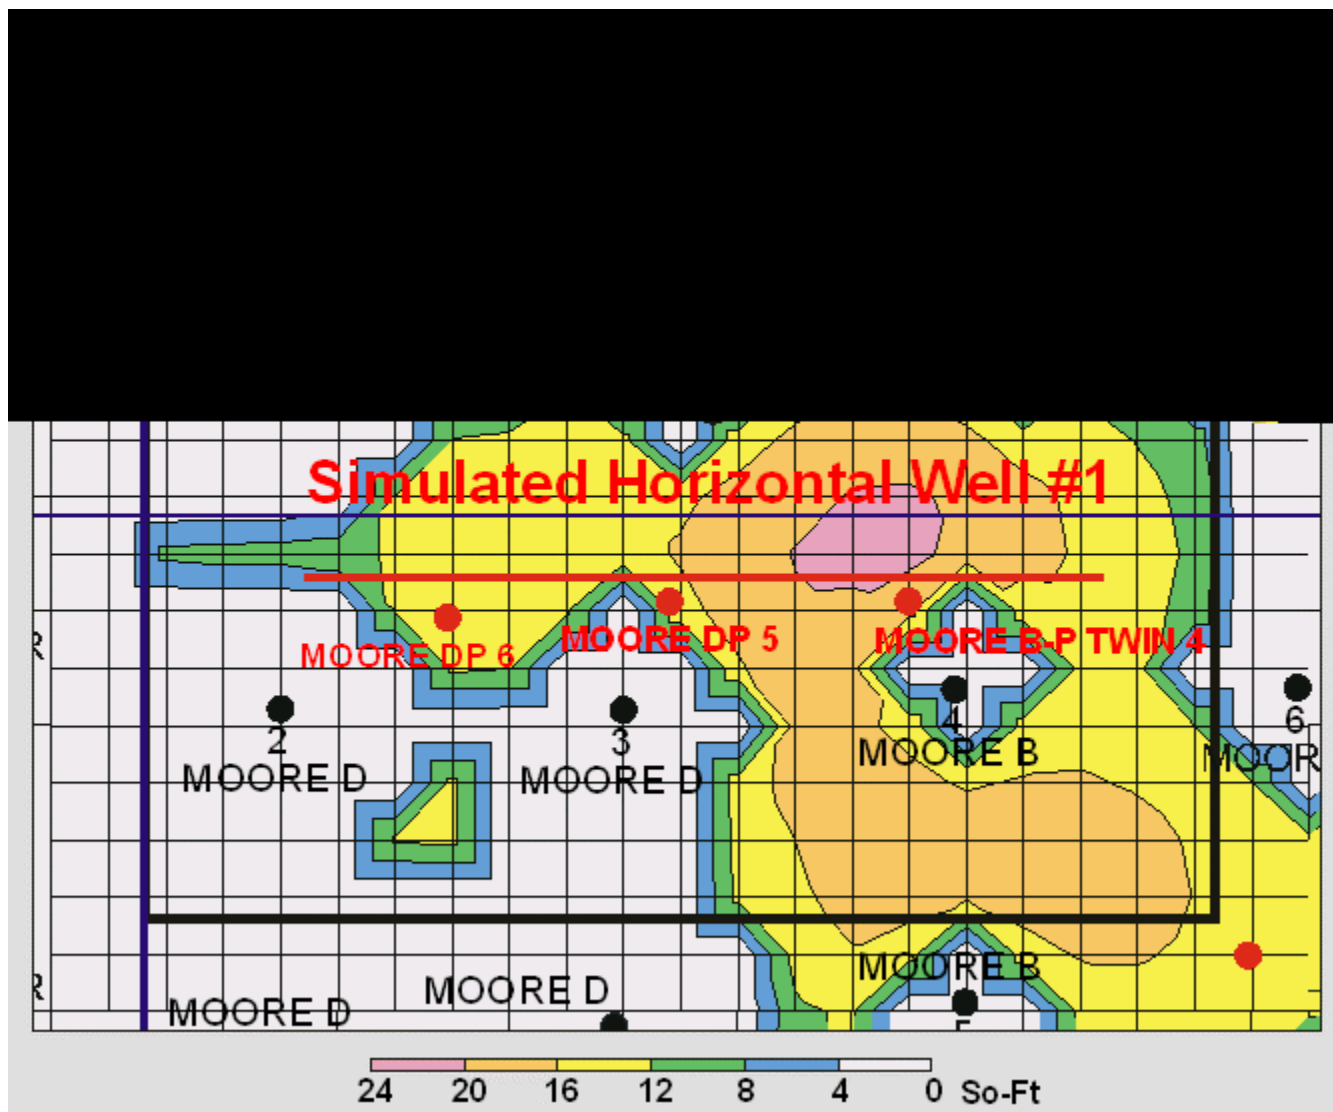 Simulated Horizontal Well #1
MOORE DP 6
MOORE DP 5
MOORE B-P TWIN 4
2
MOORE D
3
MOORE D
4
MOORE B
6
MOOR
MOORE B
MOORE D
MOORE D
24 20 16 12 8 4 0 So-Ft